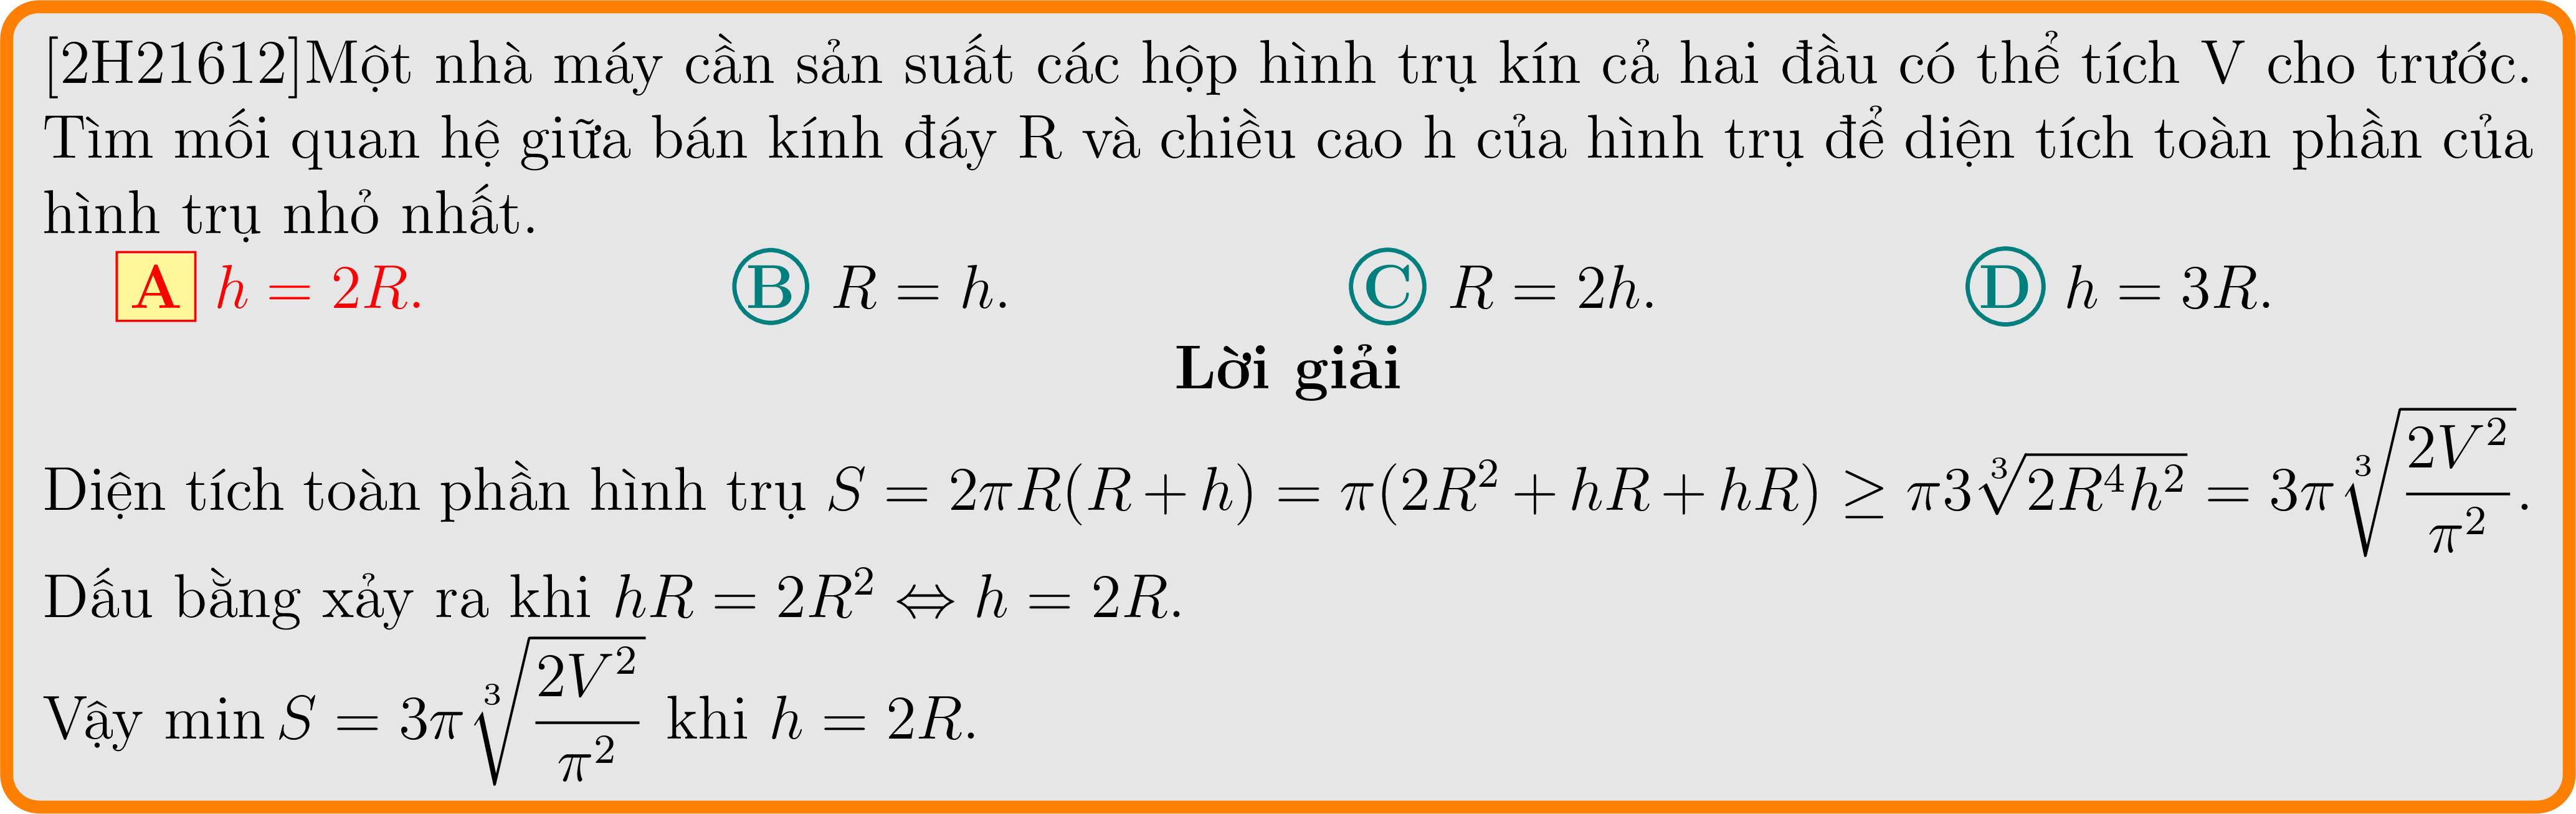 [2H21612]Một nhà máy cần sản suất các hộp hình trụ kín cả hai đầu có thể tích V cho trước.
Tìm mối quan hệ giữa bán kính đáy R và chiều cao h của hình trụ để diện tích toàn phần của
hình trụ nhỏ nhất.
A h = 2R. B R = h. C R = 2h. D h = 3R.
Lời giải
Diện tích toàn phần hình trụ $S = 2\pi R(R + h) = \pi(2R^2 + hR + hR) \geq \pi 3\sqrt[3]{2R^4h^2} = 3\pi\sqrt[3]{\dfrac{2V^2}{\pi^2}}$.
Dấu bằng xảy ra khi $hR = 2R^2 \Leftrightarrow h = 2R$.
Vậy $\min S = 3\pi\sqrt[3]{\dfrac{2V^2}{\pi^2}}$ khi $h = 2R$.